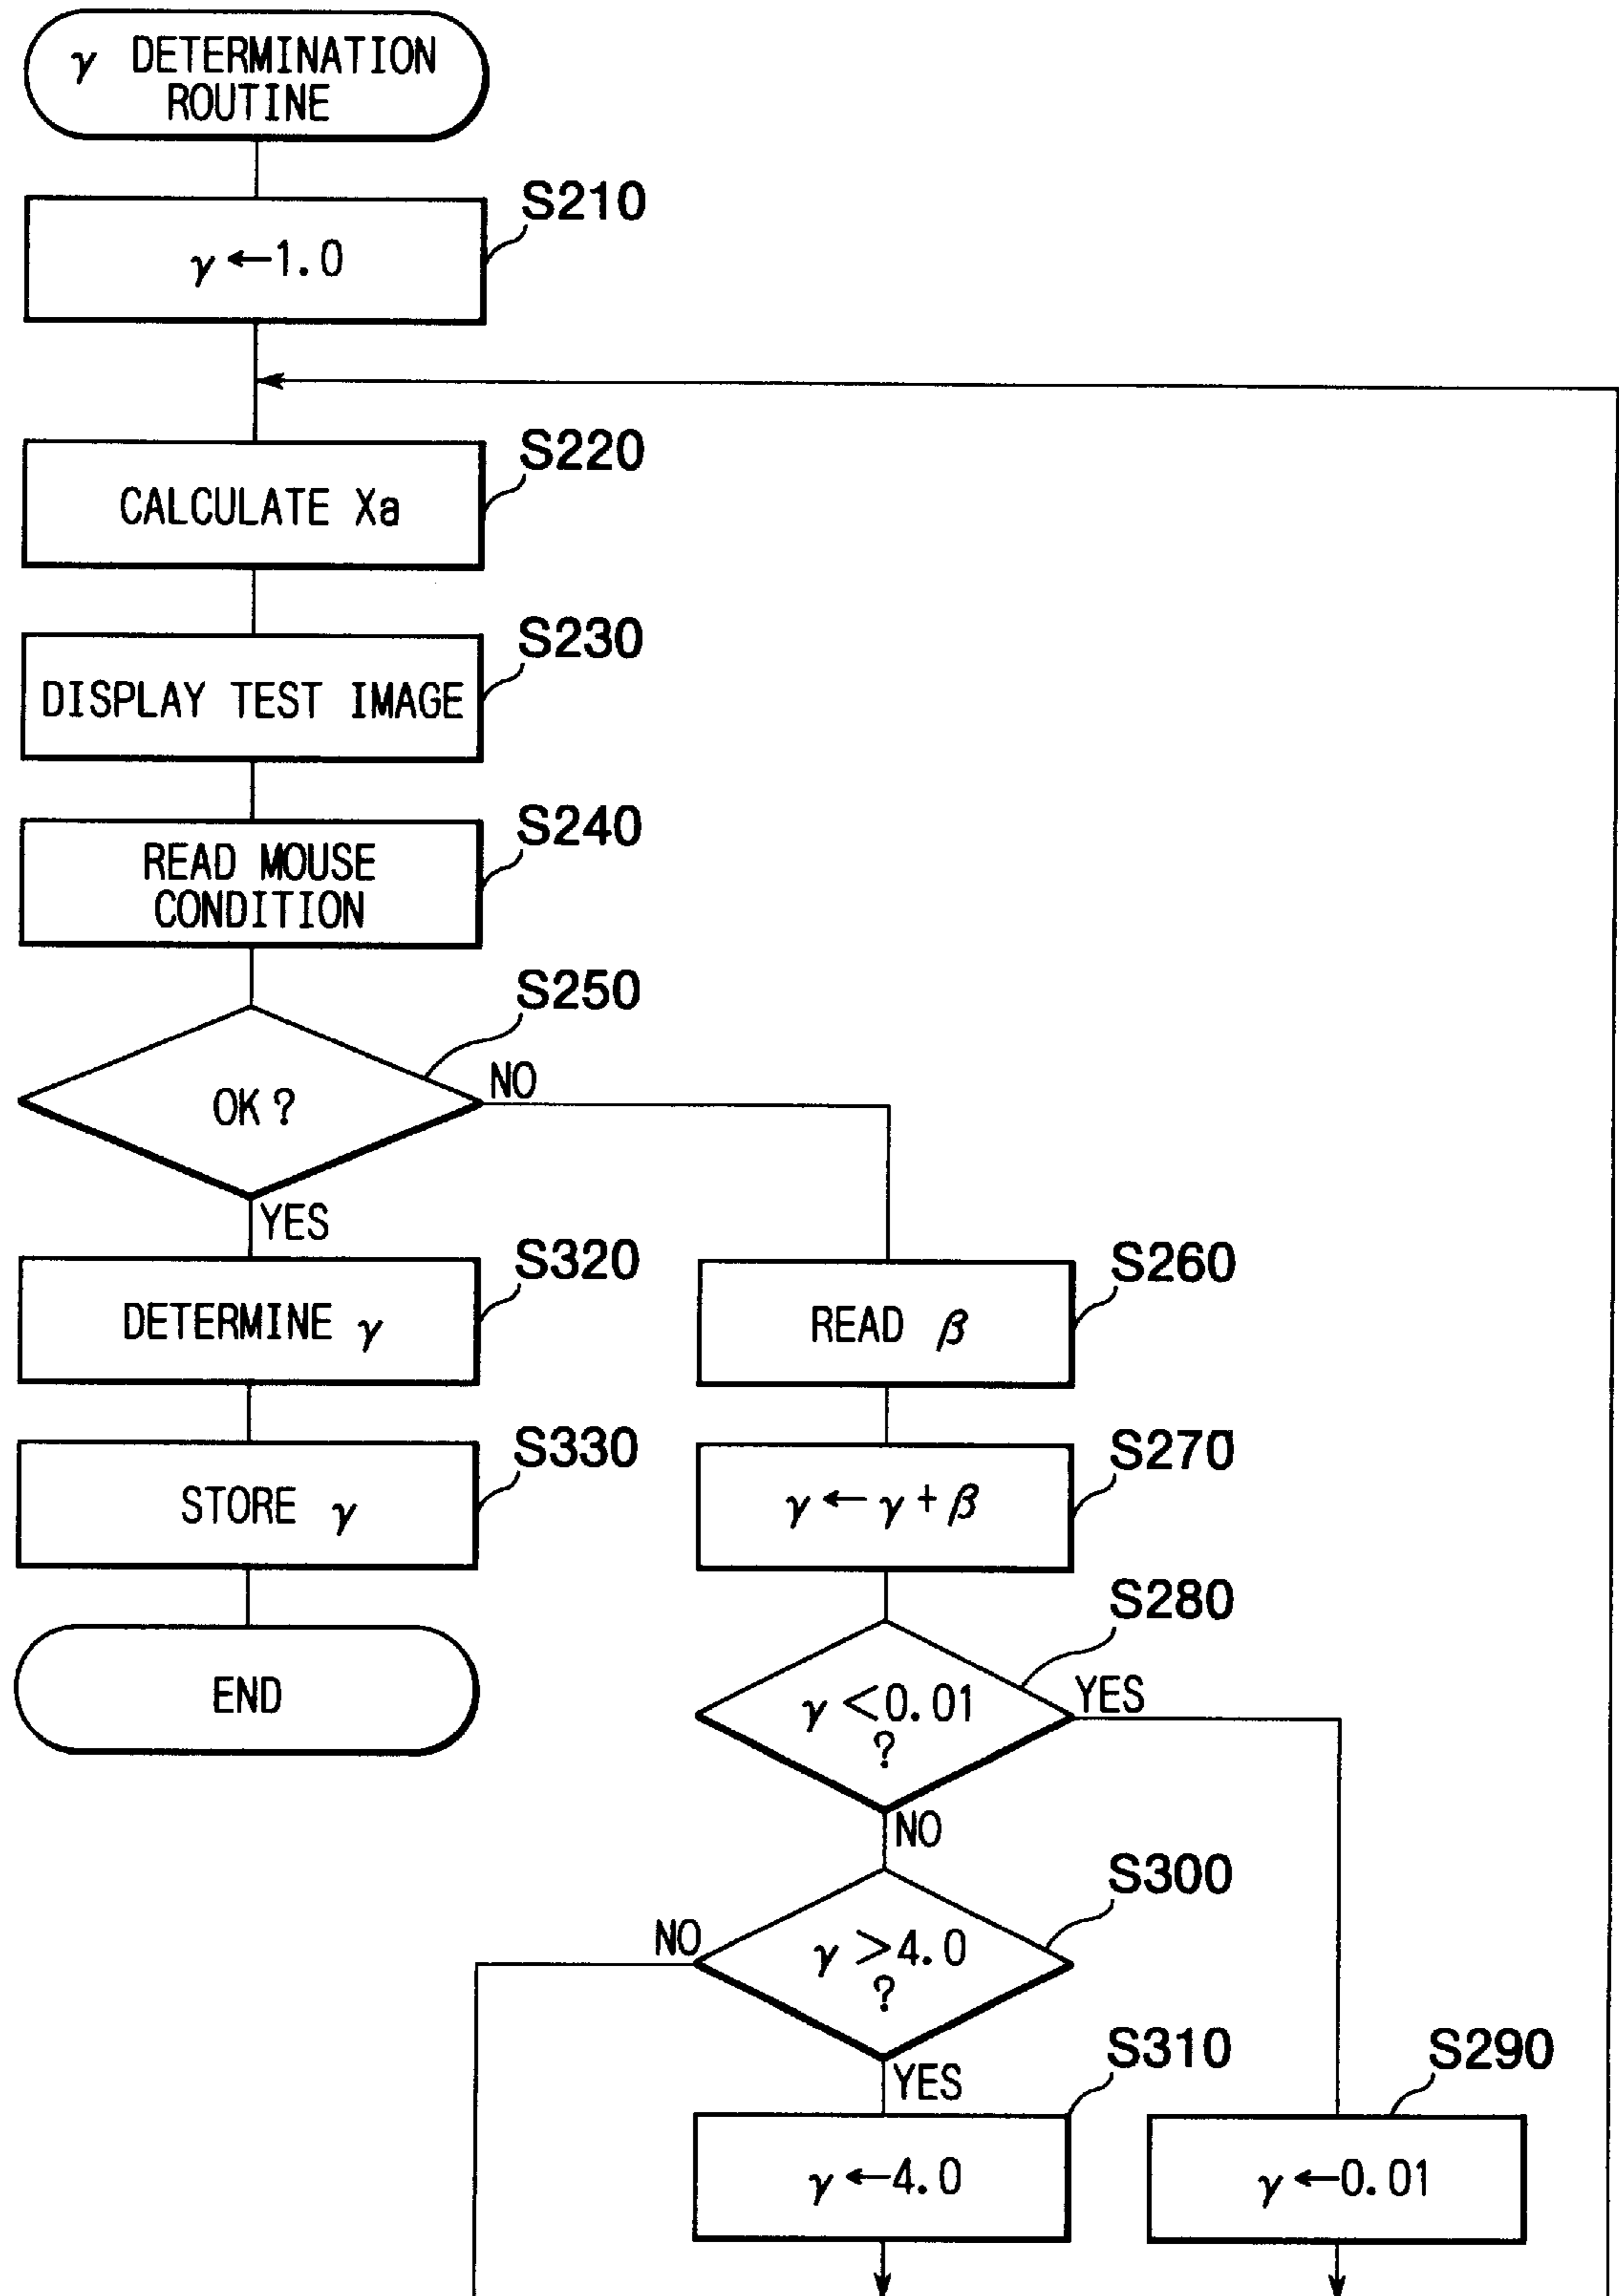 γ DETERMINATION
ROUTINE
S210
γ←1.0
S220
CALCULATE Xa
S230
DISPLAY TEST IMAGE
S240
READ MOUSE
CONDITION
S250
OK?
NO
YES
S320
DETERMINE γ
S330
STORE γ
END
S260
READ β
S270
γ←γ+β
S280
γ<0.01
?
YES
NO
S300
γ>4.0
?
NO
YES
S310
γ←4.0
S290
γ←0.01